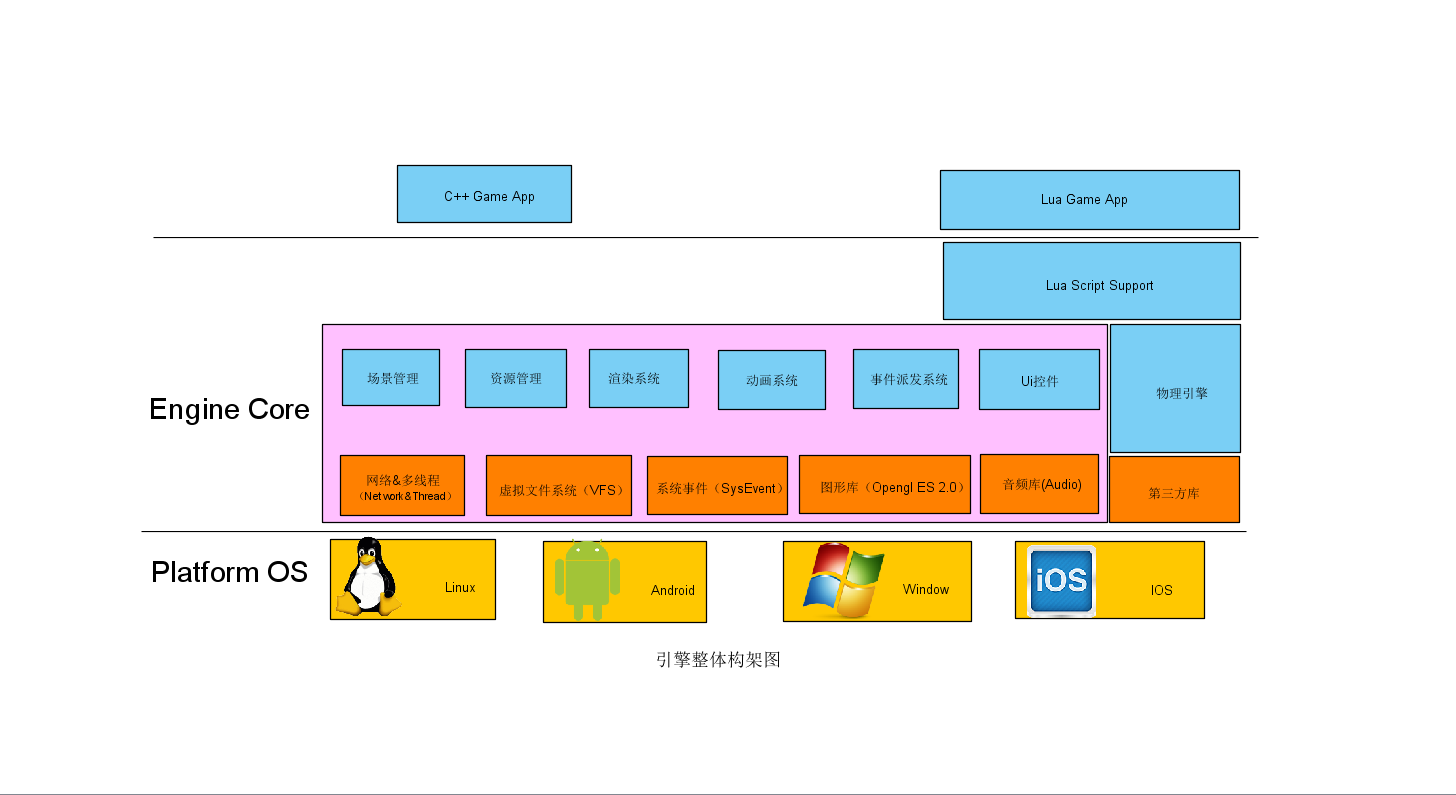 C++ Game App
Lua Game App
Lua Script Support
场景管理
资源管理
渲染系统
动画系统
事件派发系统
Ui控件
物理引擎
Engine Core
网络&多线程
（Network&Thread）
虚拟文件系统（VFS）
系统事件（SysEvent）
图形库（Opengl ES 2.0）
音频库(Audio)
第三方库
Platform OS
Linux
Android
Window
iOS
IOS
引擎整体构架图